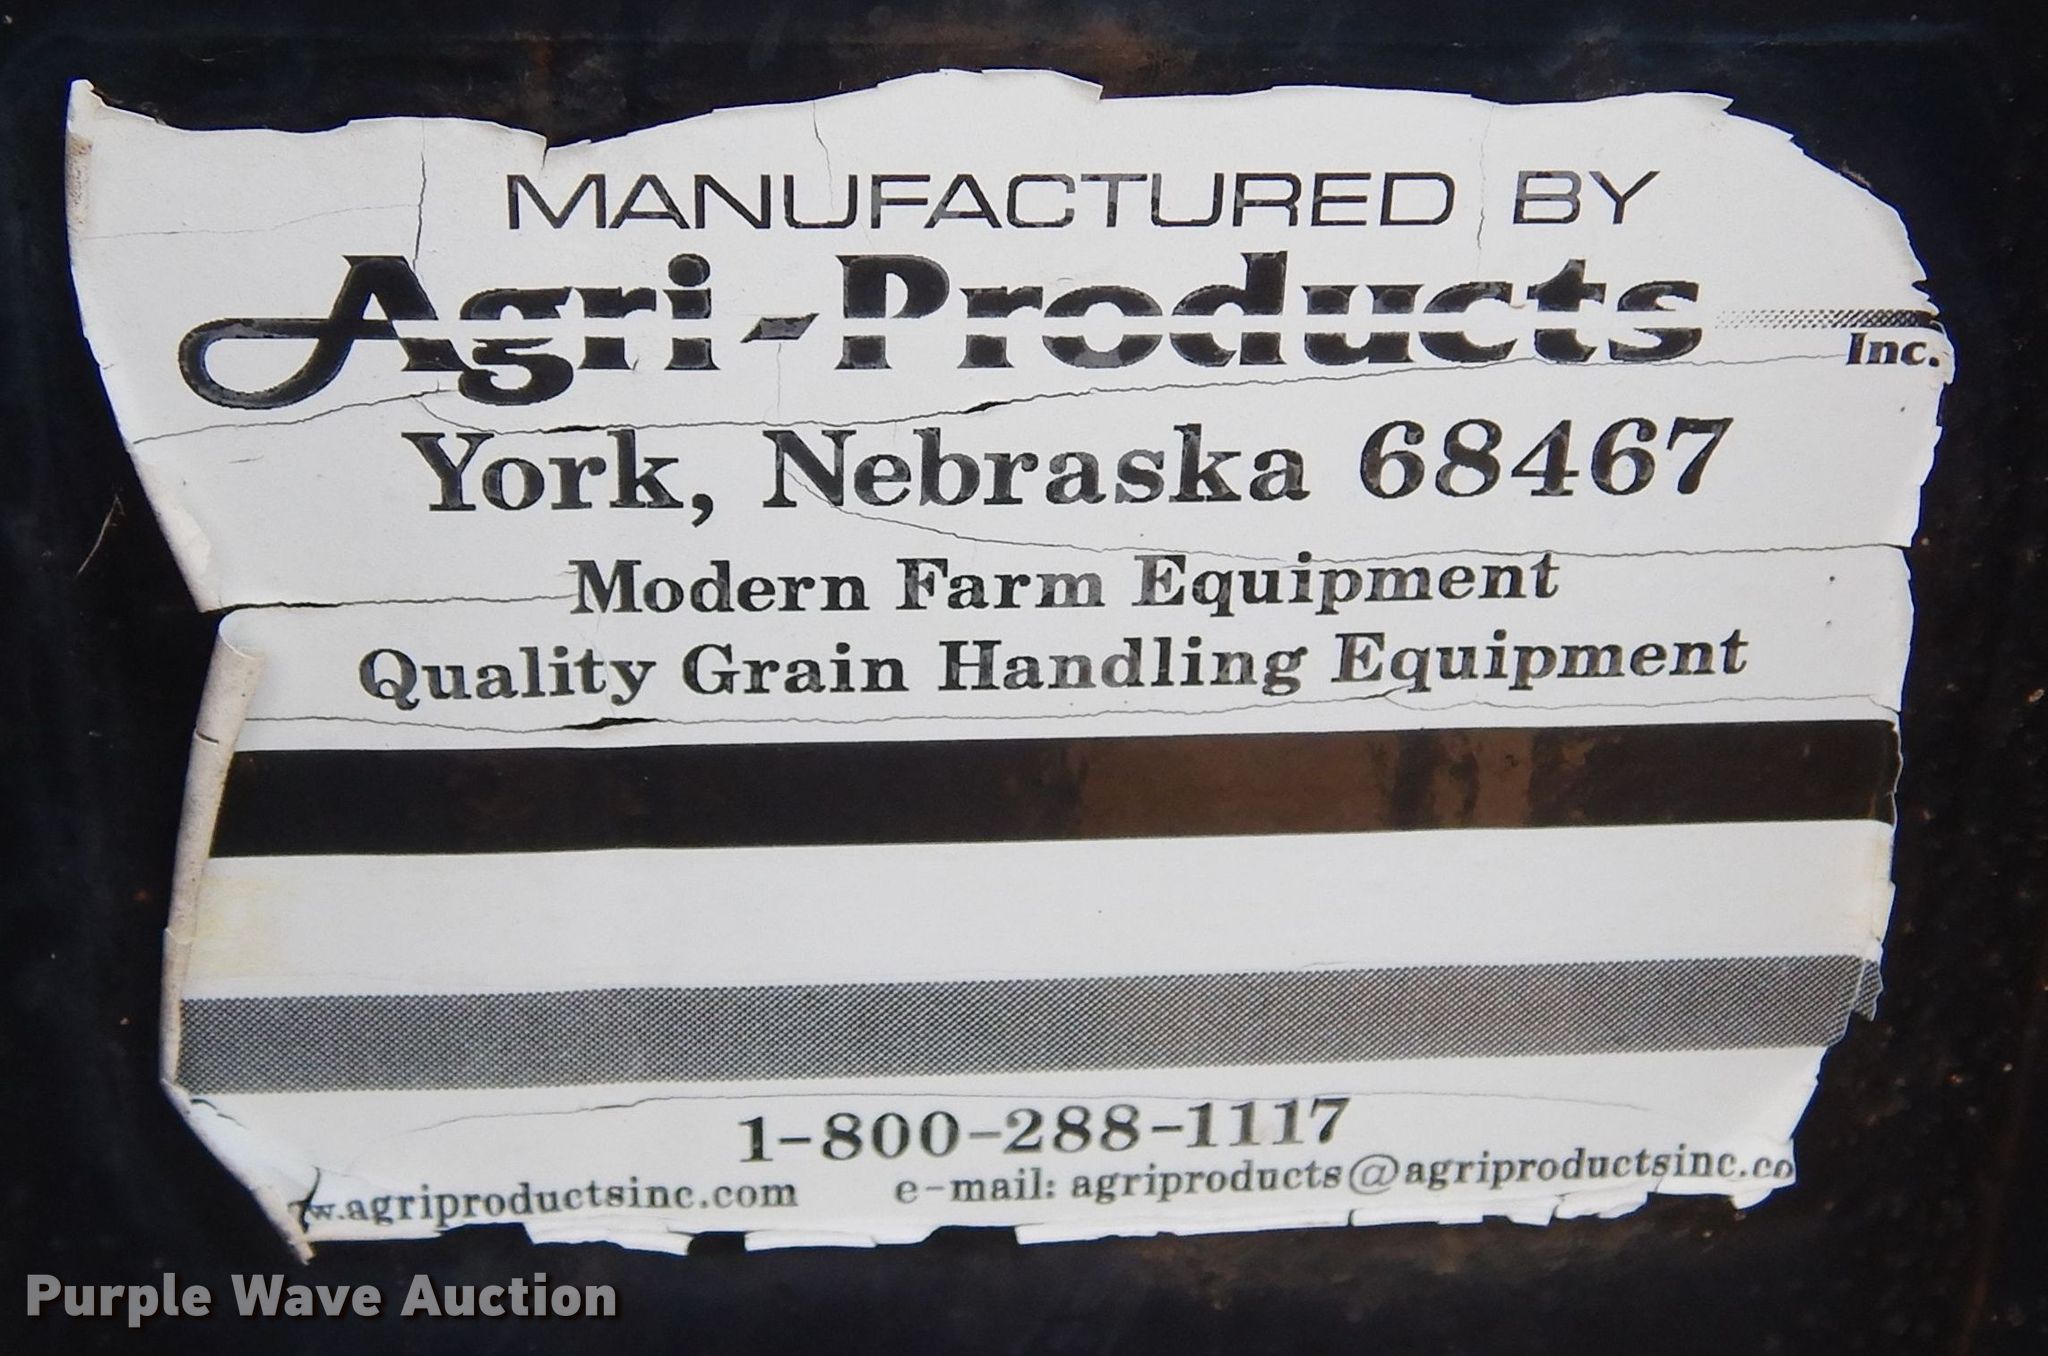 MANUFACTURED BY
Agri-Products
Inc.
York, Nebraska 68467
Modern Farm Equipment
Quality Grain Handling Equipment
1-800-288-1117
w.agriproductsinc.com e-mail: agriproducts@agriproductsinc.co
Purple Wave Auction